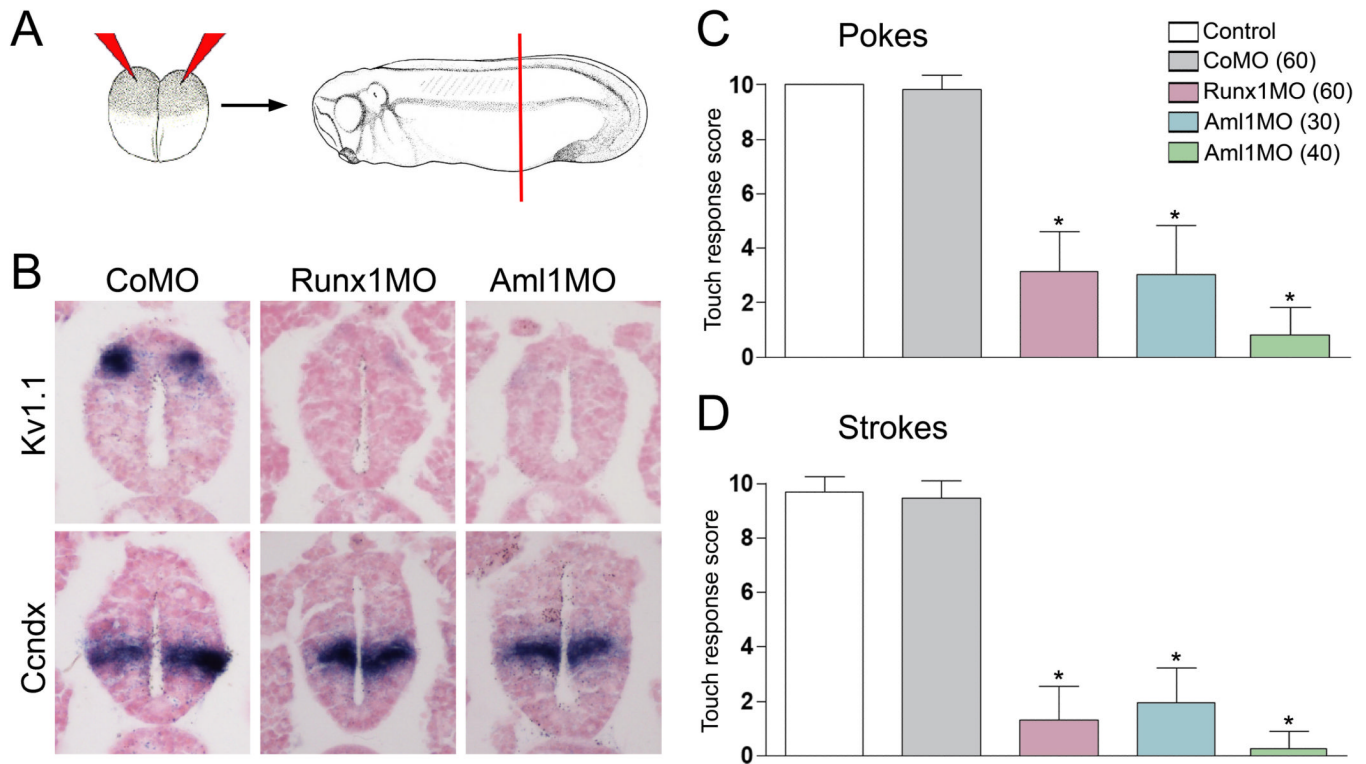 A
B
CoMO
Runx1MO
Aml1MO
Kv1.1
Ccndx
C
Pokes
Control
CoMO (60)
Runx1MO (60)
Aml1MO (30)
Aml1MO (40)
Touch response score
10
8
6
4
2
0
*
*
*
D
Strokes
Touch response score
10
8
6
4
2
0
*
*
*